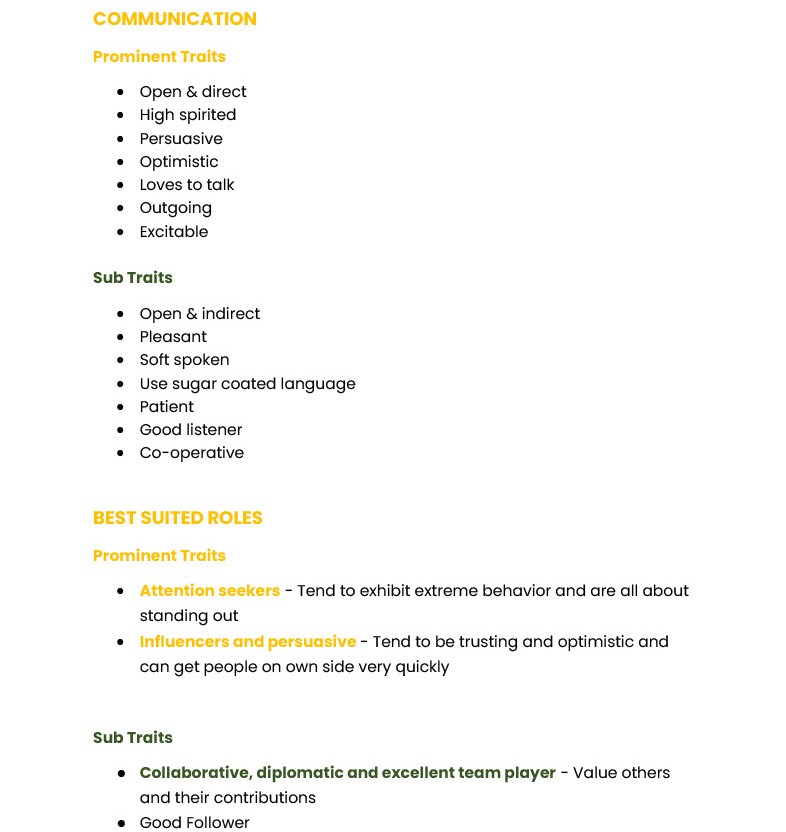 COMMUNICATION
Prominent Traits
• Open & direct
• High spirited
• Persuasive
• Optimistic
• Loves to talk
• Outgoing
• Excitable
Sub Traits
• Open & indirect
• Pleasant
• Soft spoken
• Use sugar coated language
• Patient
• Good listener
• Co-operative
BEST SUITED ROLES
Prominent Traits
• Attention seekers - Tend to exhibit extreme behavior and are all about
standing out
• Influencers and persuasive - Tend to be trusting and optimistic and
can get people on own side very quickly
Sub Traits
• Collaborative, diplomatic and excellent team player - Value others
and their contributions
• Good Follower